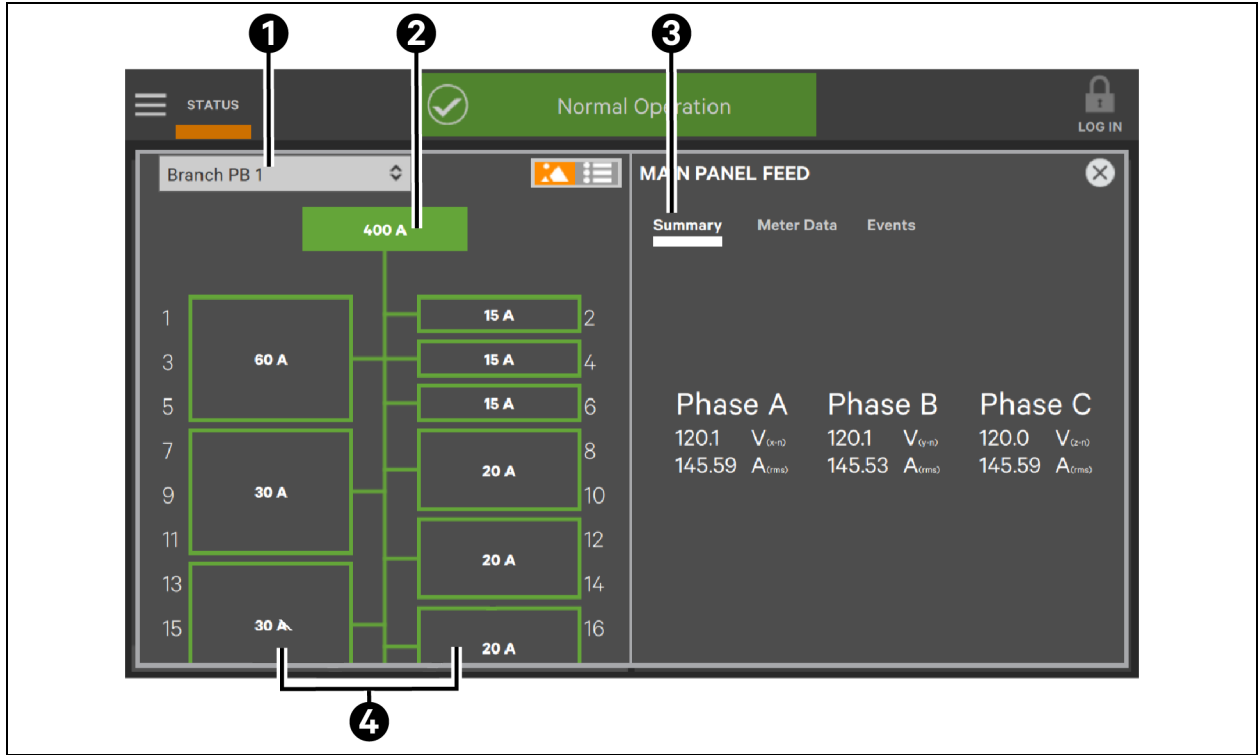 1 2 3
STATUS
Normal Operation
LOG IN
Branch PB 1
400 A
1
3
5
7
9
11
13
15
60 A
30 A
30 A
15 A
15 A
15 A
20 A
20 A
20 A
2
4
6
8
10
12
14
16
MAIN PANEL FEED
Summary Meter Data Events
Phase A Phase B Phase C
120.1 V(x-n) 120.1 V(y-n) 120.0 V(z-n)
145.59 A(rms) 145.53 A(rms) 145.59 A(rms)
4